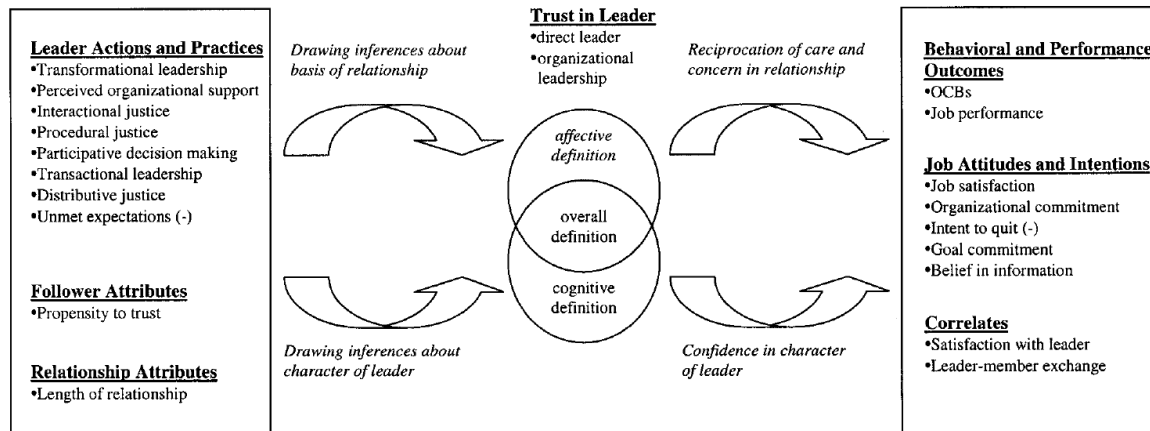 Leader Actions and Practices
•Transformational leadership
•Perceived organizational support
•Interactional justice
•Procedural justice
•Participative decision making
•Transactional leadership
•Distributive justice
•Unmet expectations (-)
Follower Attributes
•Propensity to trust
Relationship Attributes
•Length of relationship
Drawing inferences about
basis of relationship
Drawing inferences about
character of leader
Trust in Leader
•direct leader
•organizational
leadership
affective
definition
overall
definition
cognitive
definition
Reciprocation of care and
concern in relationship
Confidence in character
of leader
Behavioral and Performance
Outcomes
•OCBs
•Job performance
Job Attitudes and Intentions
•Job satisfaction
•Organizational commitment
•Intent to quit (-)
•Goal commitment
•Belief in information
Correlates
•Satisfaction with leader
•Leader-member exchange